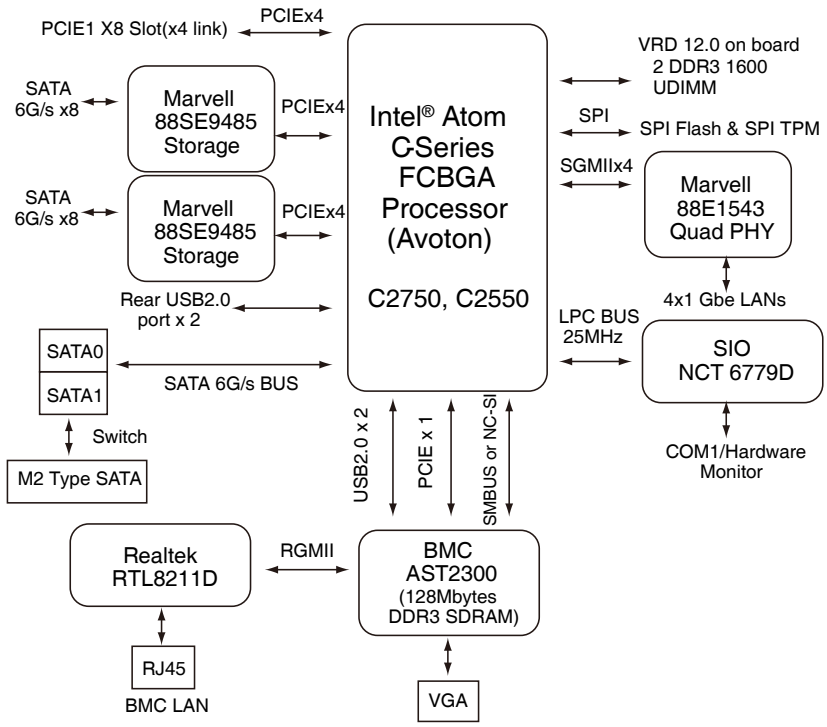 PCIEx4
PCIE1 X8 Slot(x4 link)
SATA
6G/s x8
Marvell
88SE9485
Storage
PCIEx4
SATA
6G/s x8
Marvell
88SE9485
Storage
PCIEx4
Rear USB2.0
port x 2
SATA0
SATA1
SATA 6G/s BUS
Switch
M2 Type SATA
Intel® Atom
C-Series
FCBGA
Processor
(Avoton)
C2750, C2550
VRD 12.0 on board
2 DDR3 1600
UDIMM
SPI
SPI Flash & SPI TPM
SGMIIx4
Marvell
88E1543
Quad PHY
4x1 Gbe LANs
LPC BUS
25MHz
SIO
NCT 6779D
COM1/Hardware
Monitor
USB2.0 x 2
PCIE x 1
SMBUS or NC-SI
Realtek
RTL8211D
RGMII
BMC
AST2300
(128Mbytes
DDR3 SDRAM)
RJ45
BMC LAN
VGA